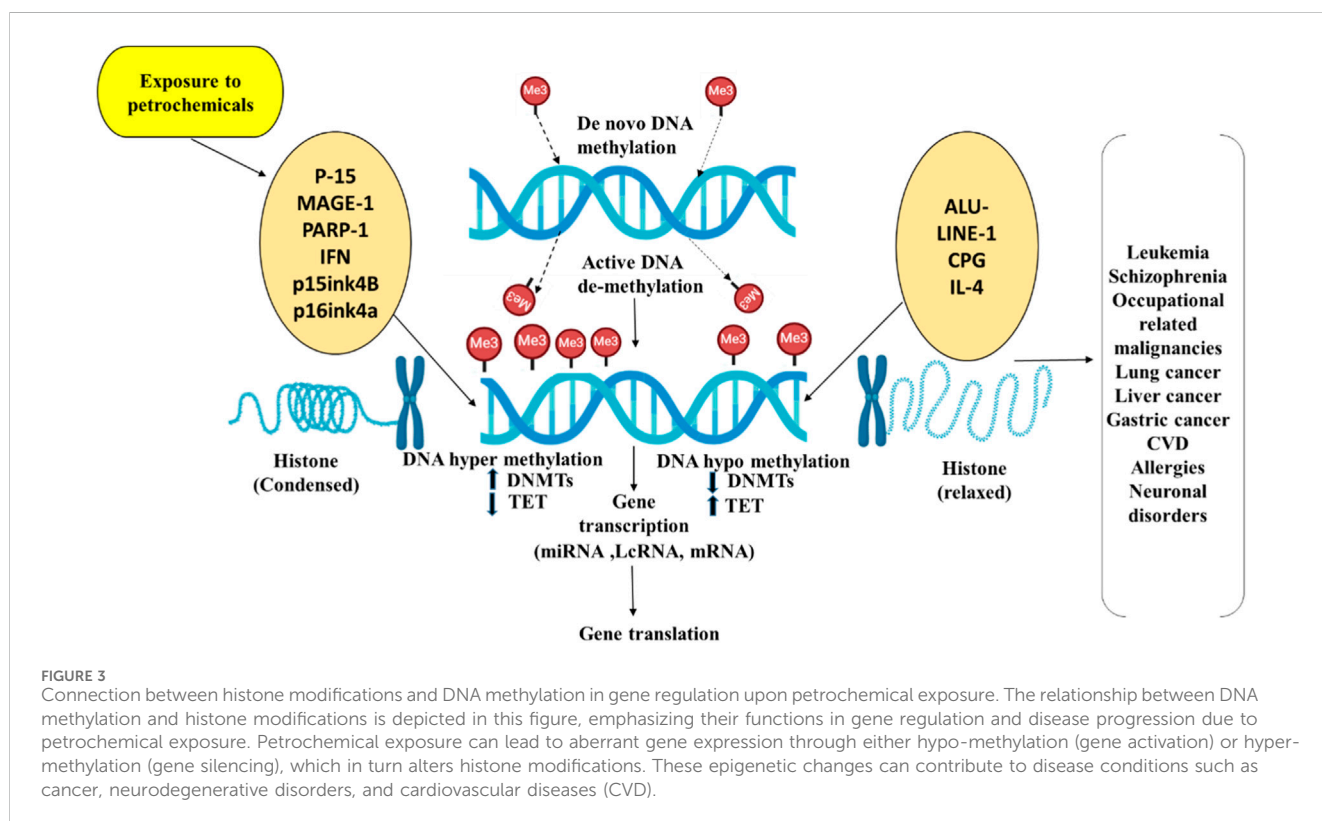 Exposure to
petrochemicals
P-15
MAGE-1
PARP-1
IFN
p15ink4B
p16ink4a
Me3
Me3
De novo DNA
methylation
Active DNA
de-methylation
Me3
Me3
Me3
Me3
Me3
Me3
Me3
Me3
ALU-
LINE-1
CPG
IL-4
Histone
(Condensed)
DNA hyper methylation
DNMTs
TET
DNA hypo methylation
DNMTs
TET
Histone
(relaxed)
Gene
transcription
(miRNA ,LcRNA, mRNA)
Gene translation
Leukemia
Schizophrenia
Occupational
related
malignancies
Lung cancer
Liver cancer
Gastric cancer
CVD
Allergies
Neuronal
disorders
FIGURE 3
Connection between histone modifications and DNA methylation in gene regulation upon petrochemical exposure. The relationship between DNA
methylation and histone modifications is depicted in this figure, emphasizing their functions in gene regulation and disease progression due to
petrochemical exposure. Petrochemical exposure can lead to aberrant gene expression through either hypo-methylation (gene activation) or hyper-
methylation (gene silencing), which in turn alters histone modifications. These epigenetic changes can contribute to disease conditions such as
cancer, neurodegenerative disorders, and cardiovascular diseases (CVD).